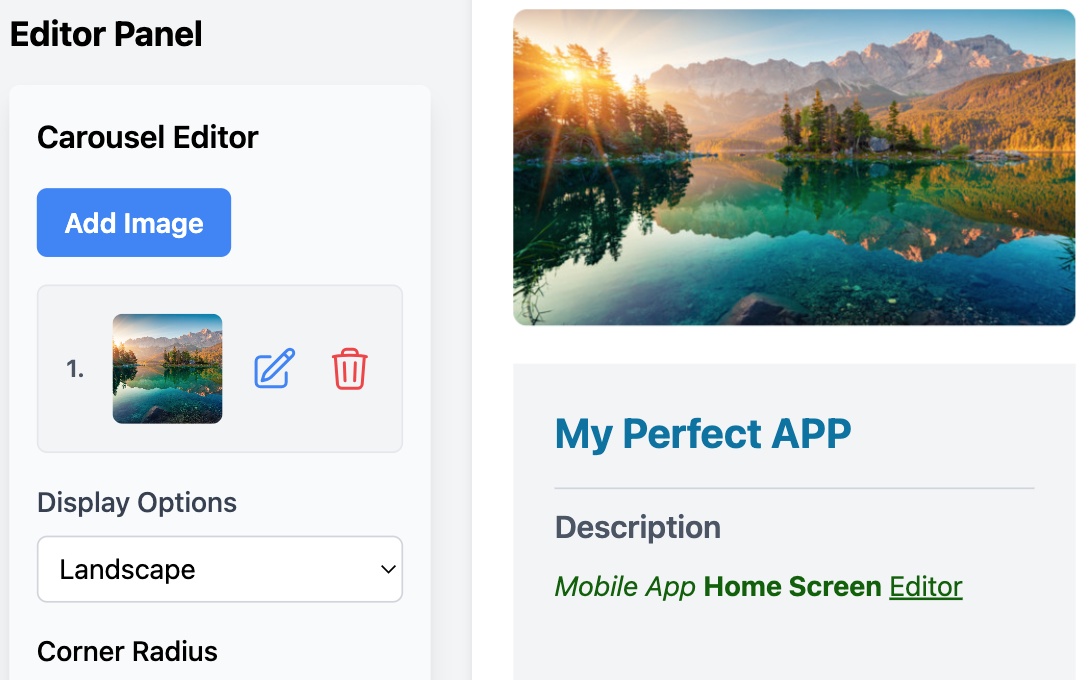 Editor Panel
Carousel Editor
Add Image
1.
Display Options
Landscape
Corner Radius
My Perfect APP
Description
Mobile App Home Screen Editor